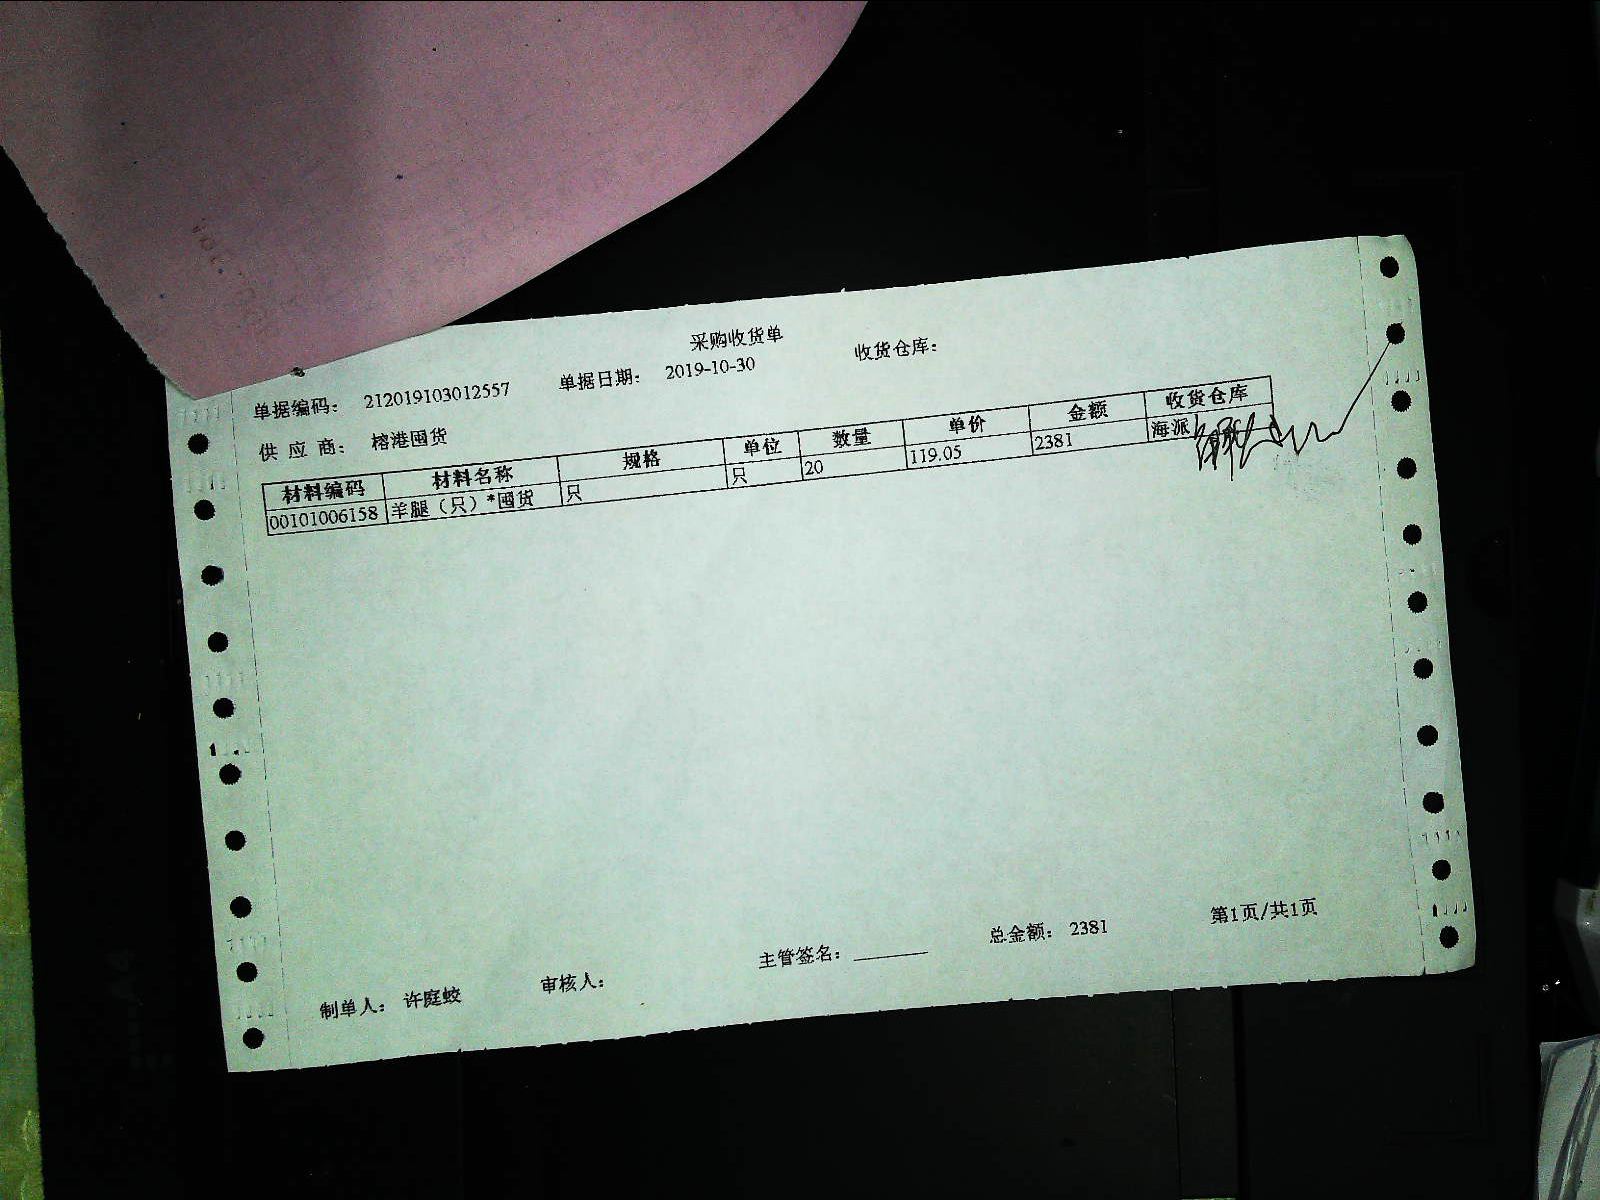 采购收货单
单据编码： 212019103012557 单据日期： 2019-10-30 收货仓库：
供 应 商： 榕港囤货
材料编码 材料名称 规格 单位 数量 单价 金额 收货仓库
00101006158 羊腿（只）*囤货 只 只 20 119.05 2381 海派
制单人： 许庭蛟 审核人： 主管签名：________ 总金额： 2381 第1页/共1页